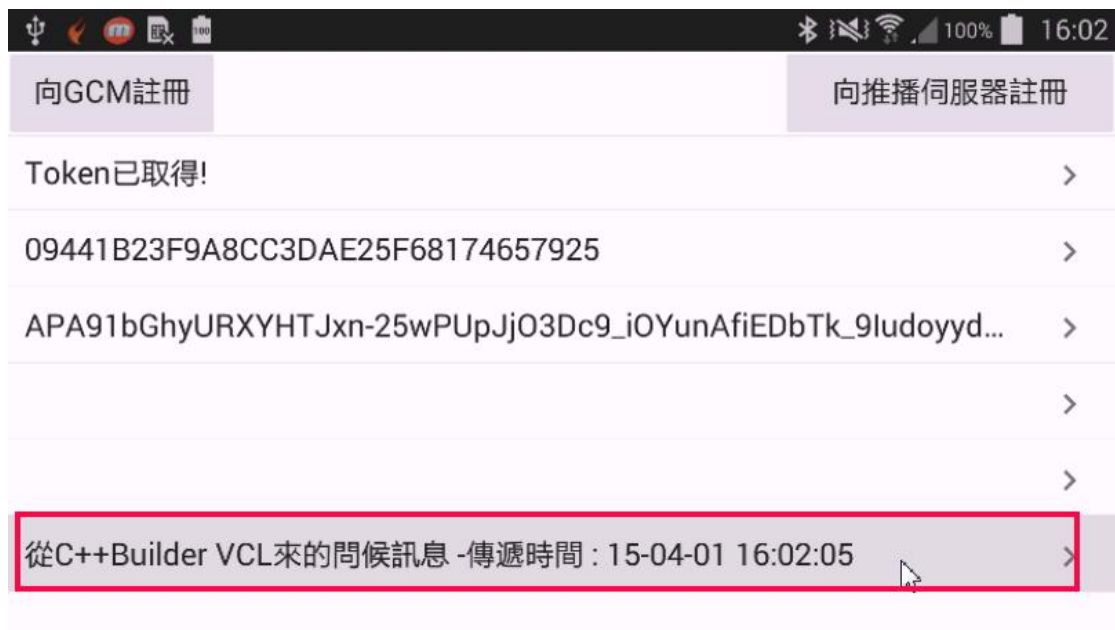 100% 16:02
向GCM註冊 向推播伺服器註冊
Token已取得!
09441B23F9A8CC3DAE25F68174657925
APA91bGhyURXYHTJxn-25wPUpJjO3Dc9_iOYunAfiEDbTk_9Iudoyyd...
從C++Builder VCL來的問候訊息 -傳遞時間 : 15-04-01 16:02:05